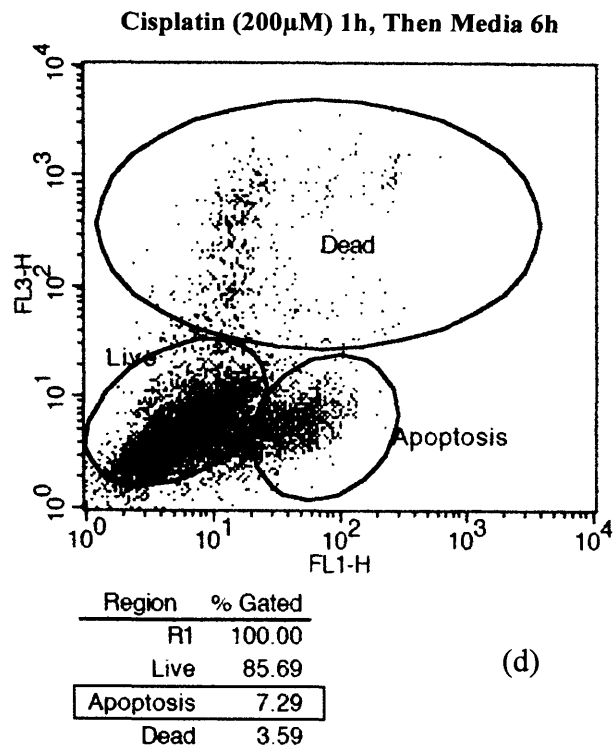 Cisplatin (200µM) 1h, Then Media 6h
10^4
10^3
FL3-H
10^2
10^1
10^0
Dead
Live
Apoptosis
10^0 10^1 10^2 10^3 10^4
FL1-H
Region % Gated
R1 100.00
Live 85.69
Apoptosis 7.29
Dead 3.59
(d)